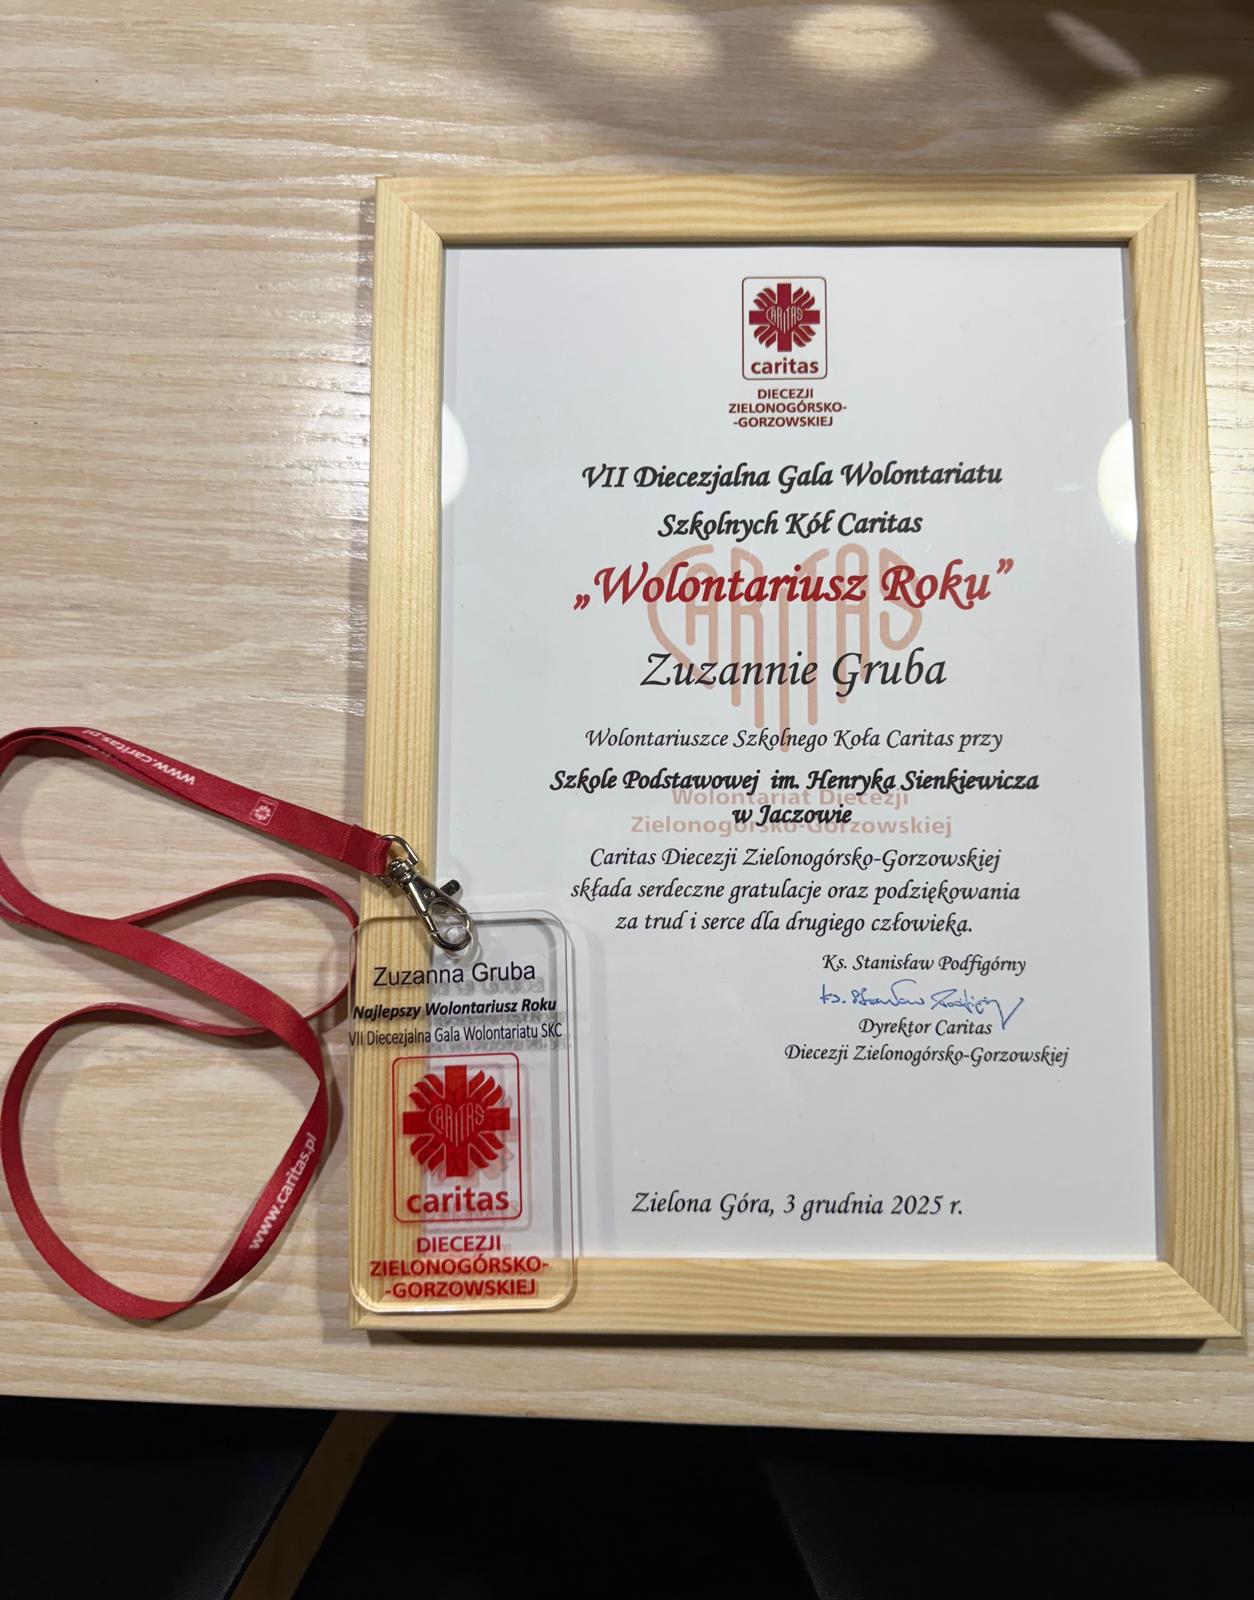 caritas
DIECEZJI
ZIELONOGÓRSKO-
-GORZOWSKIEJ
VII Diecezjalna Gala Wolontariatu
Szkolnych Kół Caritas
„Wolontariusz Roku”
CARITAS
Zuzannie Gruba
Wolontariuszce Szkolnego Koła Caritas przy
Szkole Podstawowej im. Henryka Sienkiewicza
Wolontariat Diecezji
w Jaczowie
Zielonogórsko-Gorzowskiej
Caritas Diecezji Zielonogórsko-Gorzowskiej
składa serdeczne gratulacje oraz podziękowania
za trud i serce dla drugiego człowieka.
Ks. Stanisław Podfigórny
Dyrektor Caritas
Diecezji Zielonogórsko-Gorzowskiej
Zielona Góra, 3 grudnia 2025 r.
www.caritas.pl
www.caritas.pl
Zuzanna Gruba
Najlepszy Wolontariusz Roku
VII Diecezjalna Gala Wolontariatu SKC
CARITAS
caritas
DIECEZJI
ZIELONOGÓRSKO-
-GORZOWSKIEJ